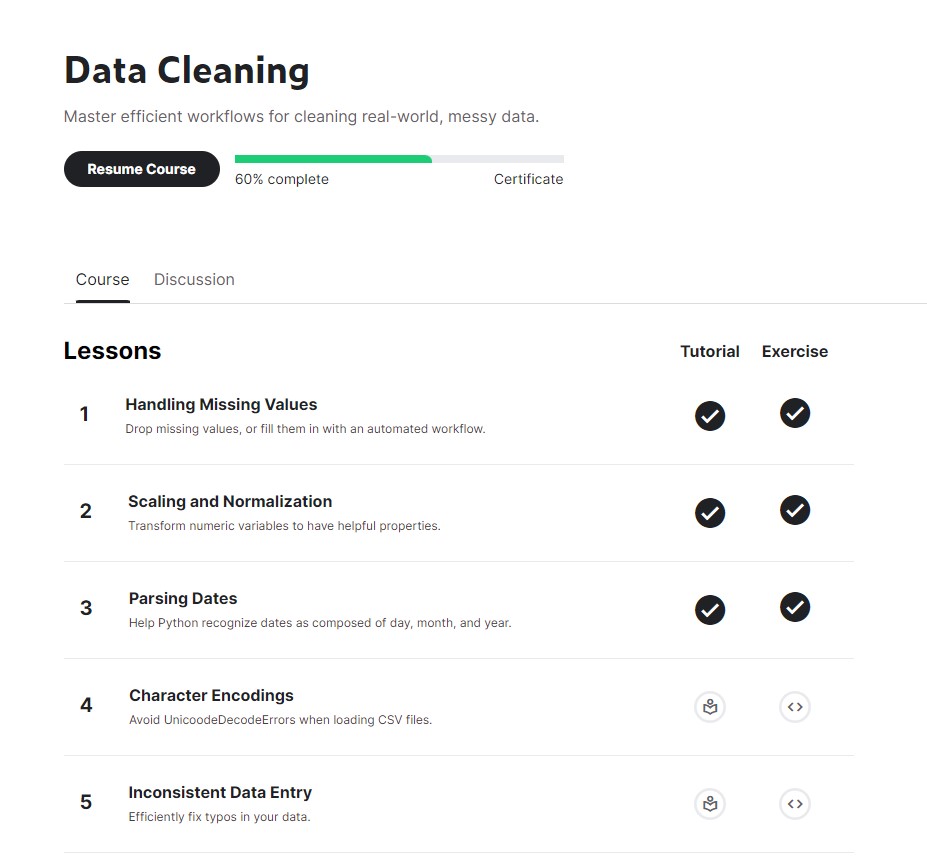 Data Cleaning
Master efficient workflows for cleaning real-world, messy data.
Resume Course
60% complete Certificate
Course Discussion
Lessons Tutorial Exercise
1 Handling Missing Values
Drop missing values, or fill them in with an automated workflow.
2 Scaling and Normalization
Transform numeric variables to have helpful properties.
3 Parsing Dates
Help Python recognize dates as composed of day, month, and year.
4 Character Encodings
Avoid UnicoodeDecodeErrors when loading CSV files.
5 Inconsistent Data Entry
Efficiently fix typos in your data.